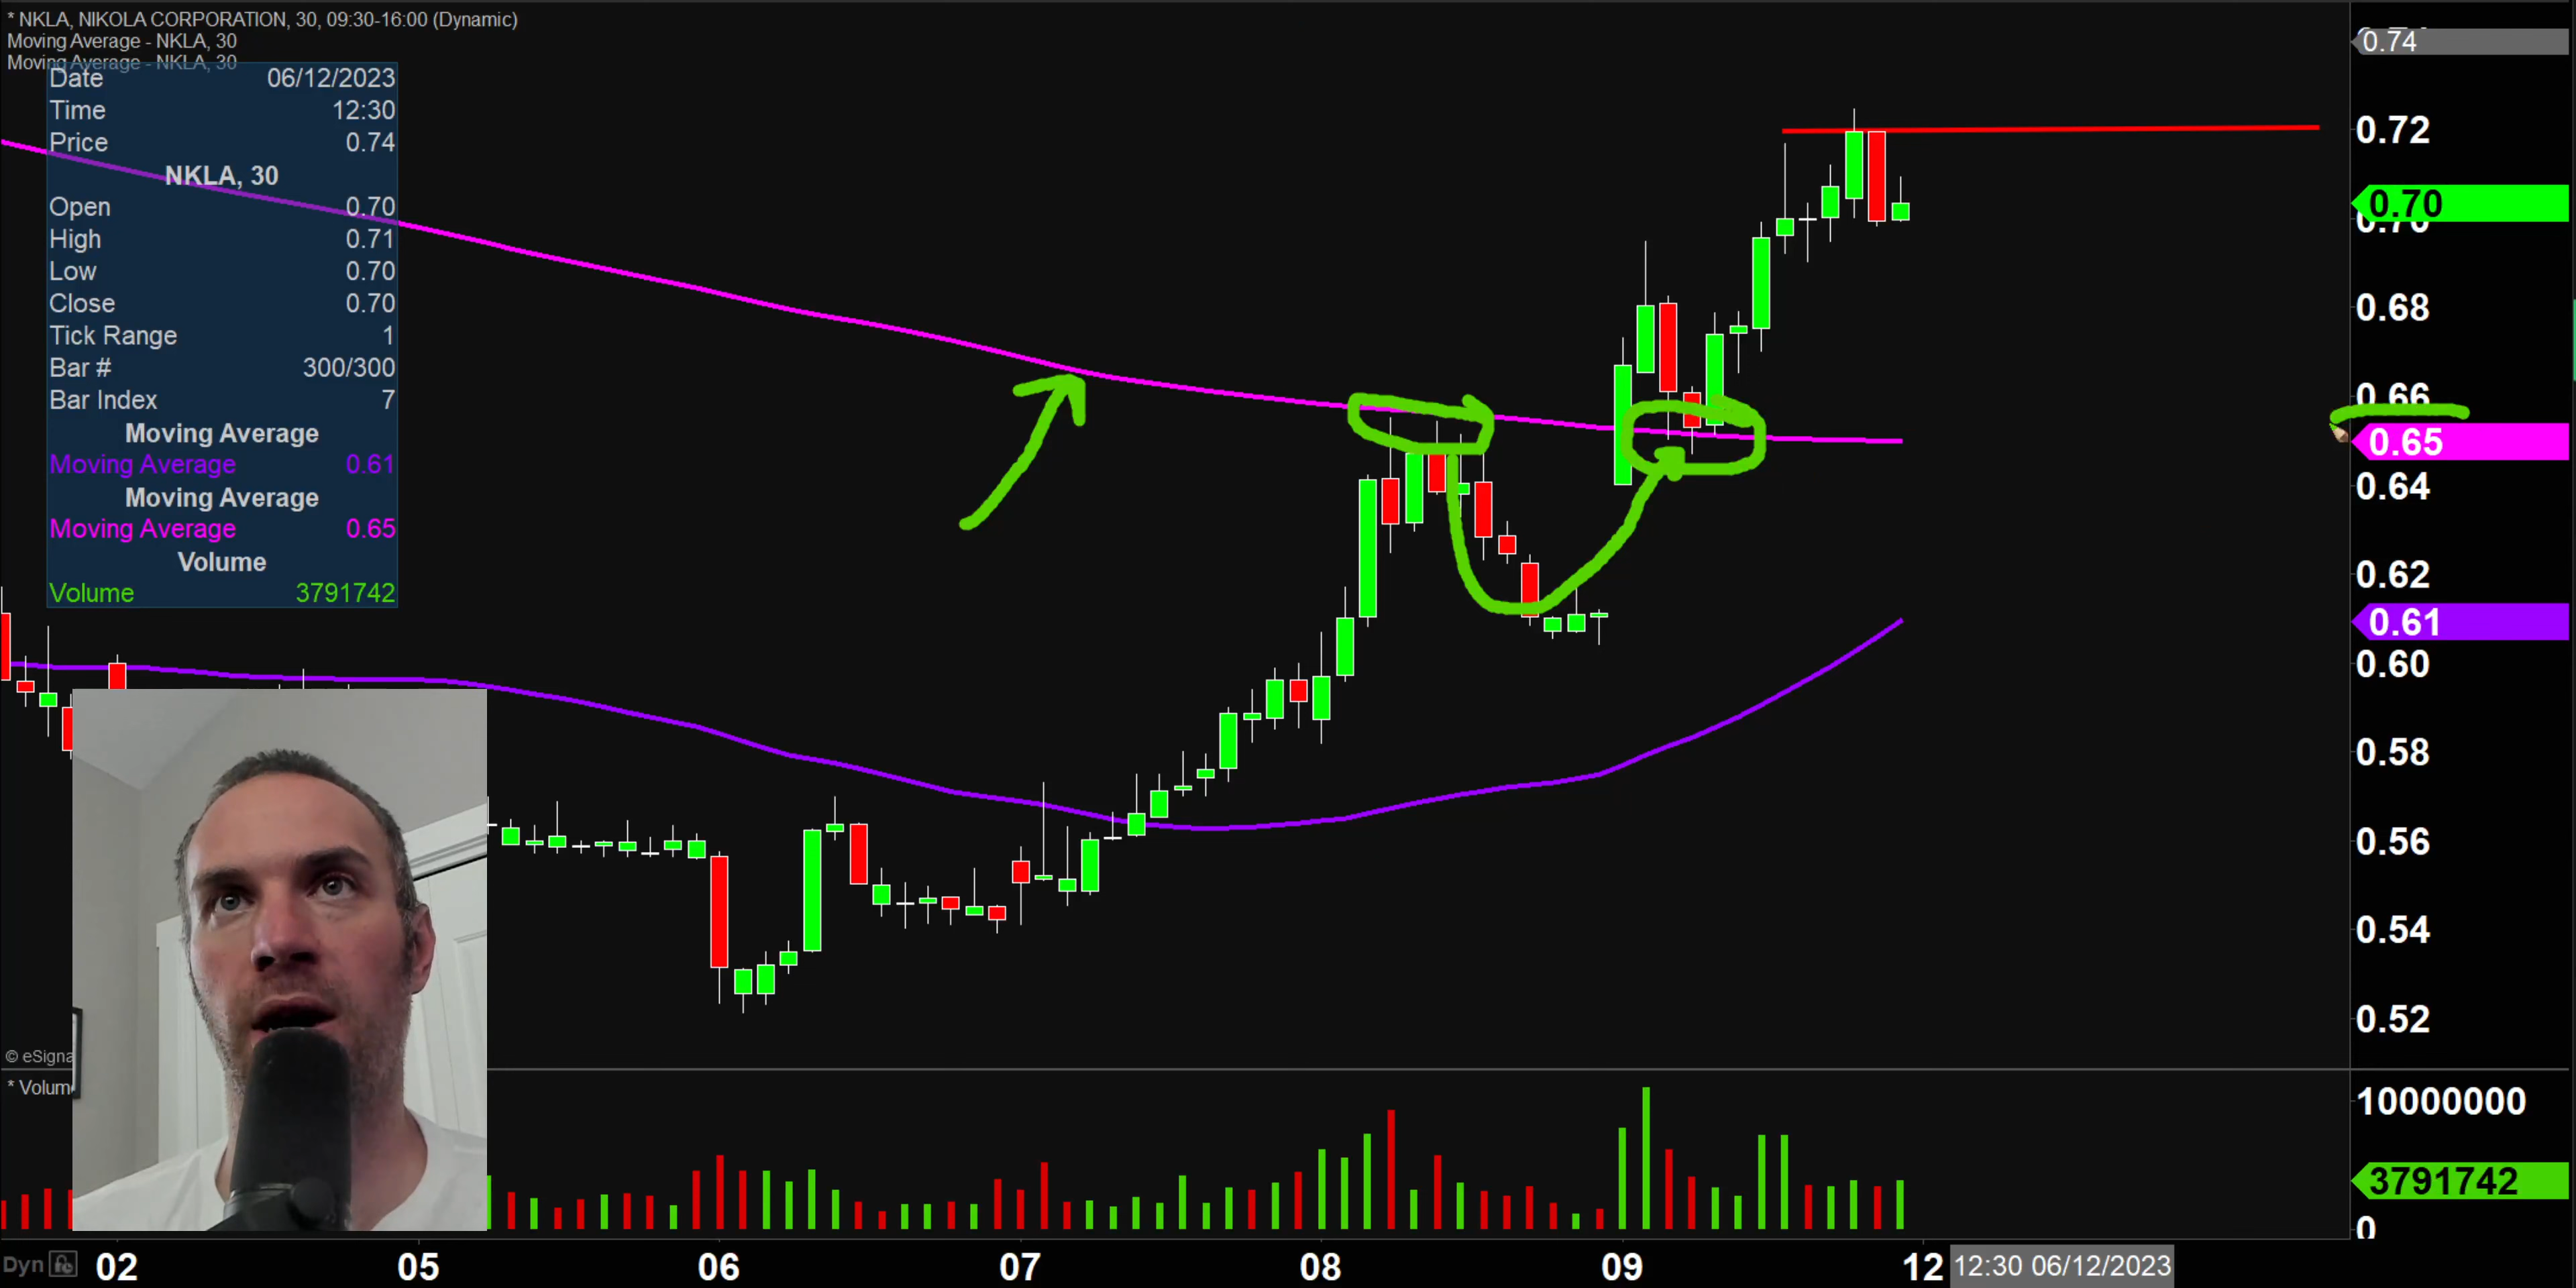 * NKLA, NIKOLA CORPORATION, 30, 09:30-16:00 (Dynamic)
Moving Average - NKLA, 30
Moving Average - NKLA, 30
Date 06/12/2023
Time 12:30
Price 0.74
NKLA, 30
Open 0.70
High 0.71
Low 0.70
Close 0.70
Tick Range 1
Bar # 300/300
Bar Index 7
Moving Average
Moving Average 0.61
Moving Average
Moving Average 0.65
Volume
Volume 3791742
0.74
0.72
0.70
0.70
0.68
0.66
0.65
0.64
0.62
0.61
0.60
0.58
0.56
0.54
0.52
© eSigna
* Volum
10000000
3791742
0
Dyn 02 05 06 07 08 09 12 12:30 06/12/2023